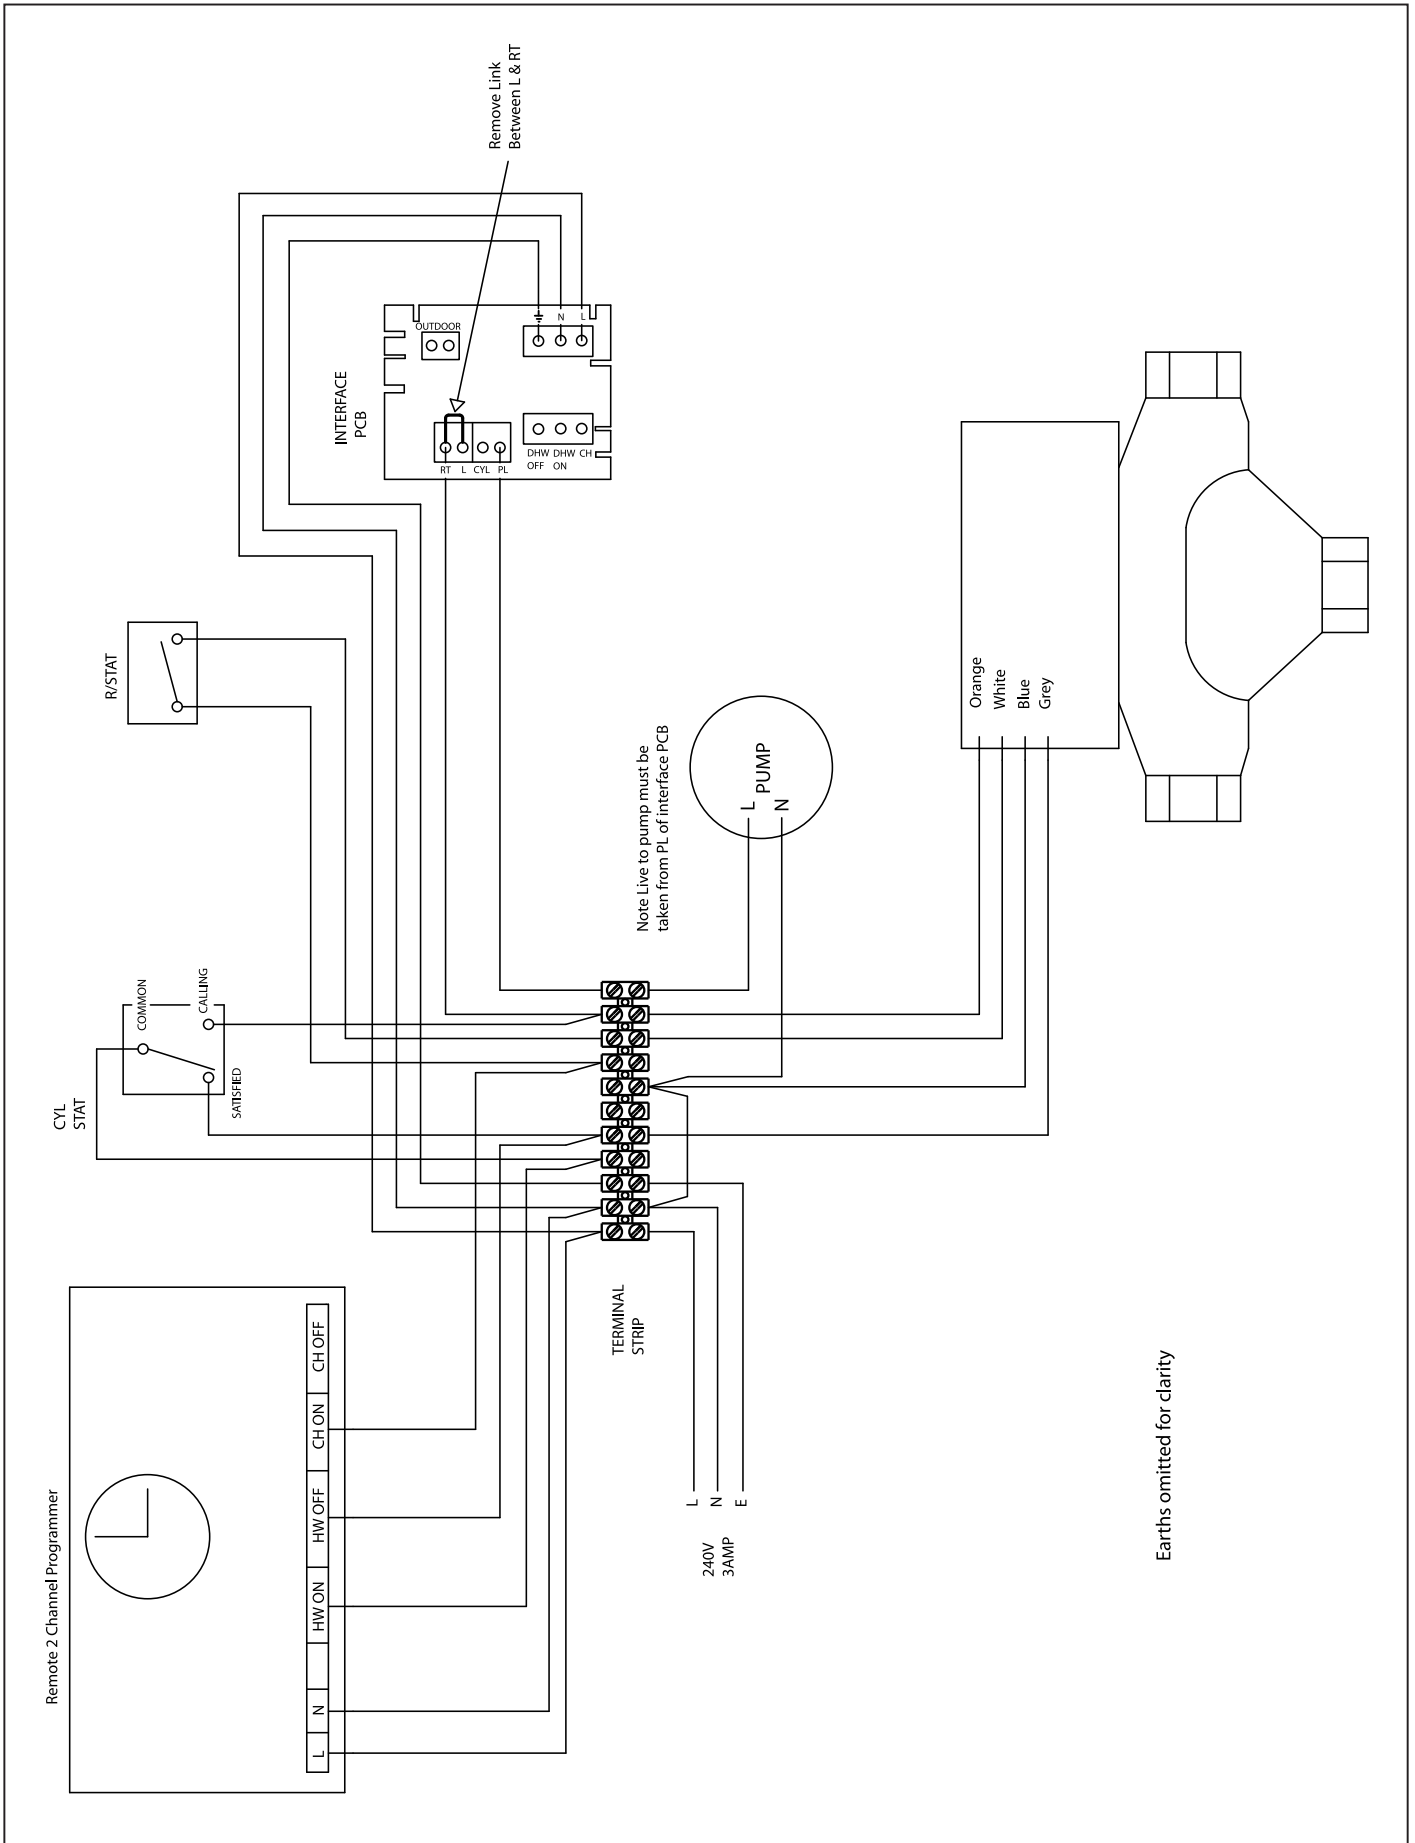 Remote 2 Channel Programmer
L
N
HW ON
HW OFF
CH ON
CH OFF
CYL
STAT
COMMON
CALLING
SATISFIED
R/STAT
INTERFACE
PCB
OUTDOOR
N
L
RT
L
CYL
PL
DHW
OFF
DHW
ON
CH
Remove Link
Between L & RT
TERMINAL
STRIP
240V
3AMP
L
N
E
Note Live to pump must be
taken from PL of interface PCB
L
PUMP
N
Orange
White
Blue
Grey
Earths omitted for clarity